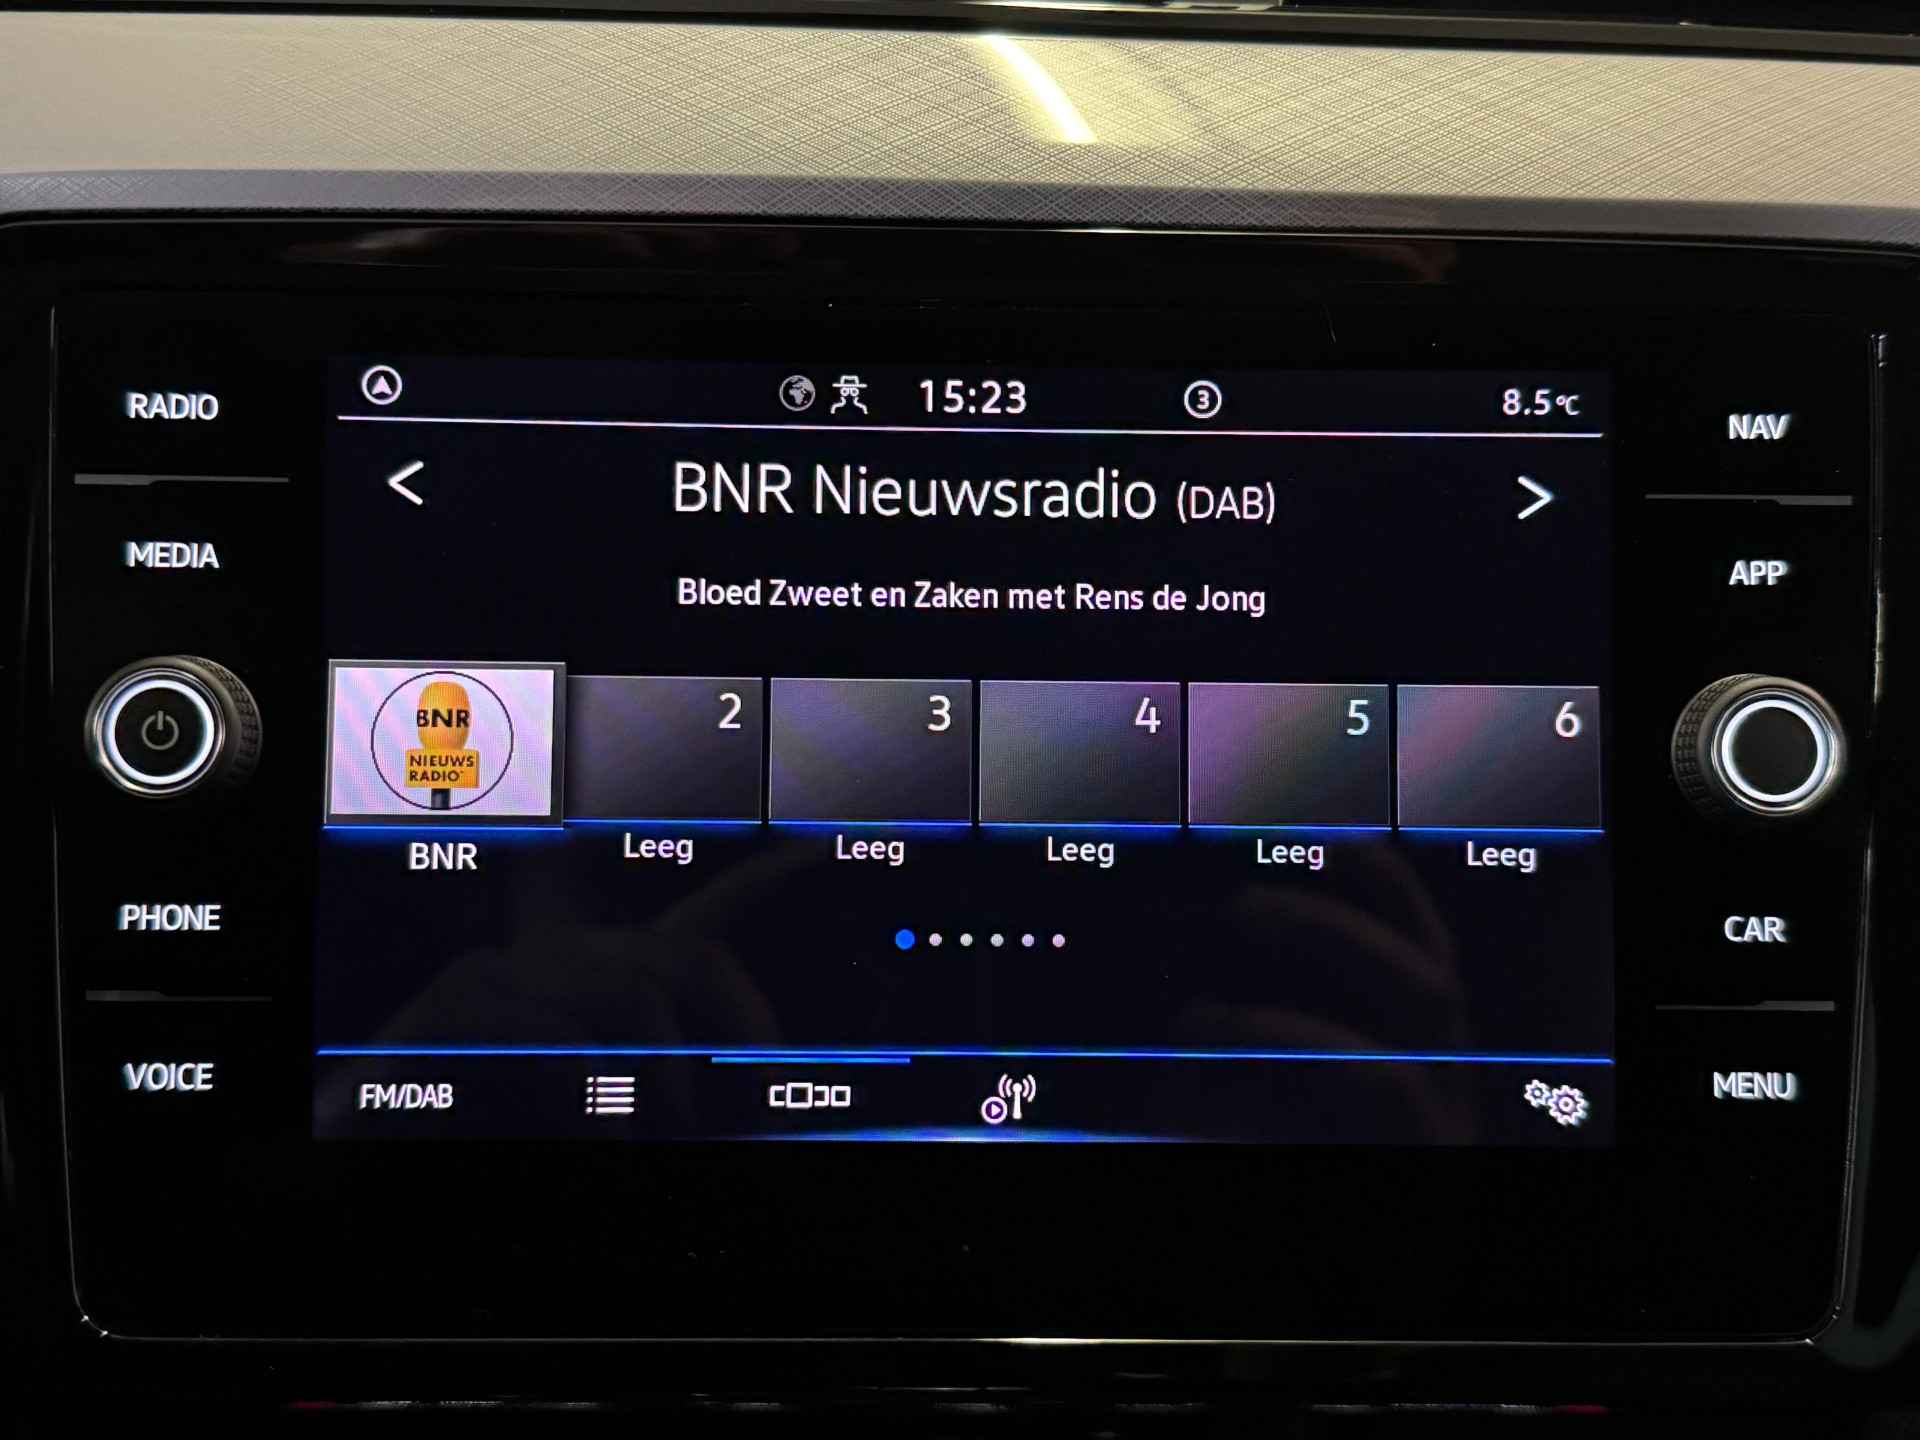 RADIO
MEDIA
PHONE
VOICE
15:23
3
8.5°C
< BNR Nieuwsradio (DAB) >
Bloed Zweet en Zaken met Rens de Jong
BNR
NIEUWS
RADIO
2
3
4
5
6
BNR
Leeg
Leeg
Leeg
Leeg
Leeg
FM/DAB
NAV
APP
CAR
MENU